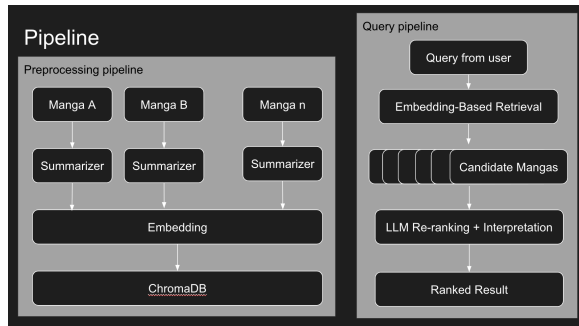 Pipeline
Preprocessing pipeline
Manga A
Manga B
Manga n
Summarizer
Summarizer
Summarizer
Embedding
ChromaDB
Query pipeline
Query from user
Embedding-Based Retrieval
Candidate Mangas
LLM Re-ranking + Interpretation
Ranked Result